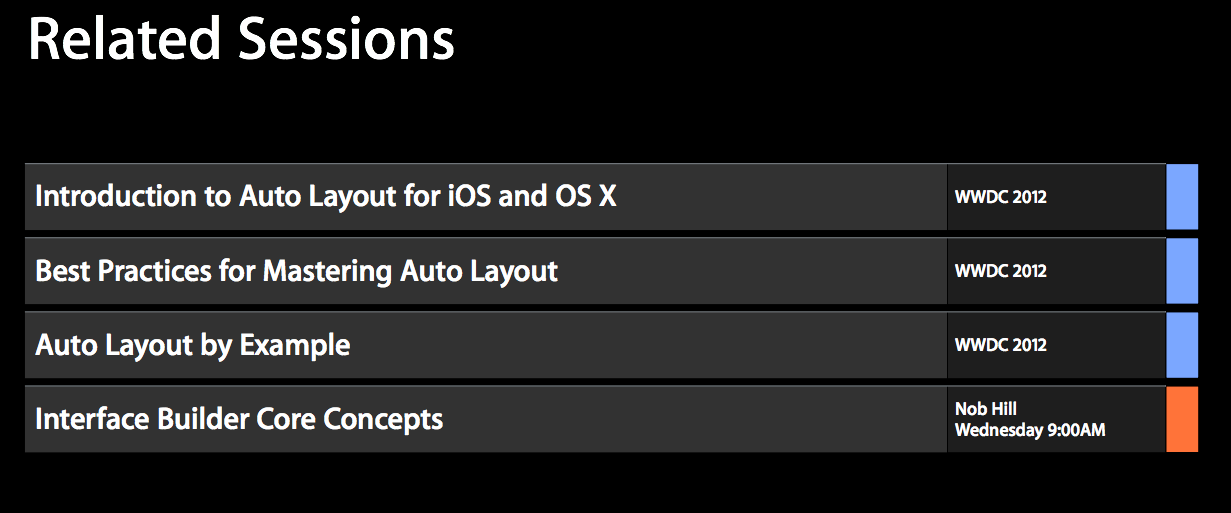 Related Sessions
Introduction to Auto Layout for iOS and OS X
WWDC 2012
Best Practices for Mastering Auto Layout
WWDC 2012
Auto Layout by Example
WWDC 2012
Interface Builder Core Concepts
Nob Hill
Wednesday 9:00AM